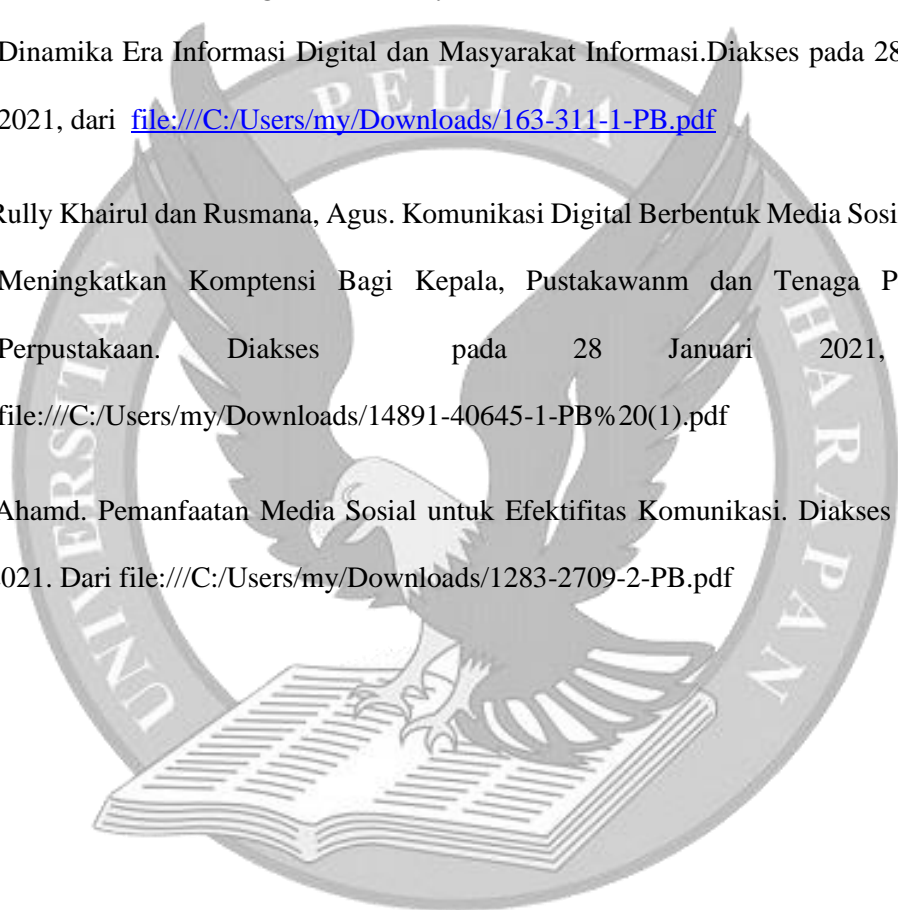 Dinamika Era Informasi Digital dan Masyarakat Informasi.Diakses pada 28
2021, dari file:///C:/Users/my/Downloads/163-311-1-PB.pdf
Rully Khairul dan Rusmana, Agus. Komunikasi Digital Berbentuk Media Sosi
Meningkatkan Komptensi Bagi Kepala, Pustakawanm dan Tenaga P
Perpustakaan. Diakses pada 28 Januari 2021,
file:///C:/Users/my/Downloads/14891-40645-1-PB%20(1).pdf
Ahamd. Pemanfaatan Media Sosial untuk Efektifitas Komunikasi. Diakses
2021. Dari file:///C:/Users/my/Downloads/1283-2709-2-PB.pdf
UNIVERSITAS PELITA HARAPAN